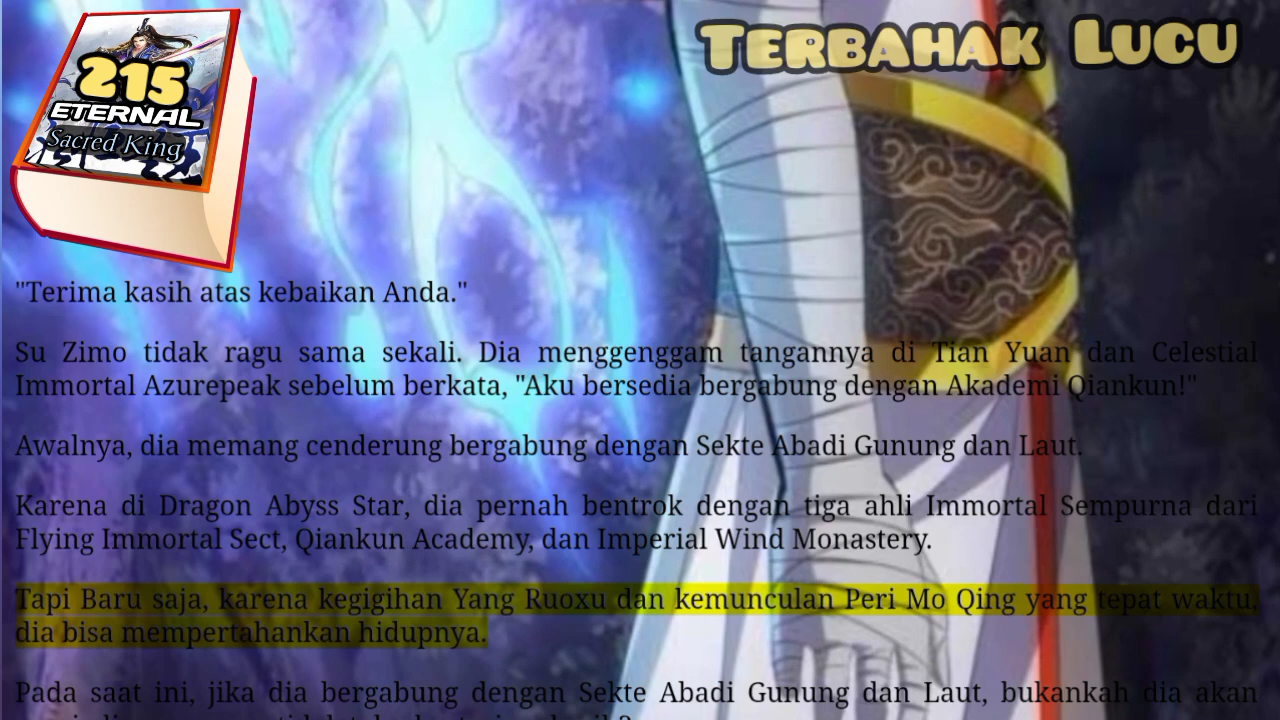 215
ETERNAL
Sacred King
TERBAHAK LUCU
"Terima kasih atas kebaikan Anda."
Su Zimo tidak ragu sama sekali. Dia menggenggam tangannya di Tian Yuan dan Celestial
Immortal Azurepeak sebelum berkata, "Aku bersedia bergabung dengan Akademi Qiankun!"
Awalnya, dia memang cenderung bergabung dengan Sekte Abadi Gunung dan Laut.
Karena di Dragon Abyss Star, dia pernah bentrok dengan tiga ahli Immortal Sempurna dari
Flying Immortal Sect, Qiankun Academy, dan Imperial Wind Monastery.
Tapi Baru saja, karena kegigihan Yang Ruoxu dan kemunculan Peri Mo Qing yang tepat waktu,
dia bisa mempertahankan hidupnya.
Pada saat ini, jika dia bergabung dengan Sekte Abadi Gunung dan Laut, bukankah dia akan